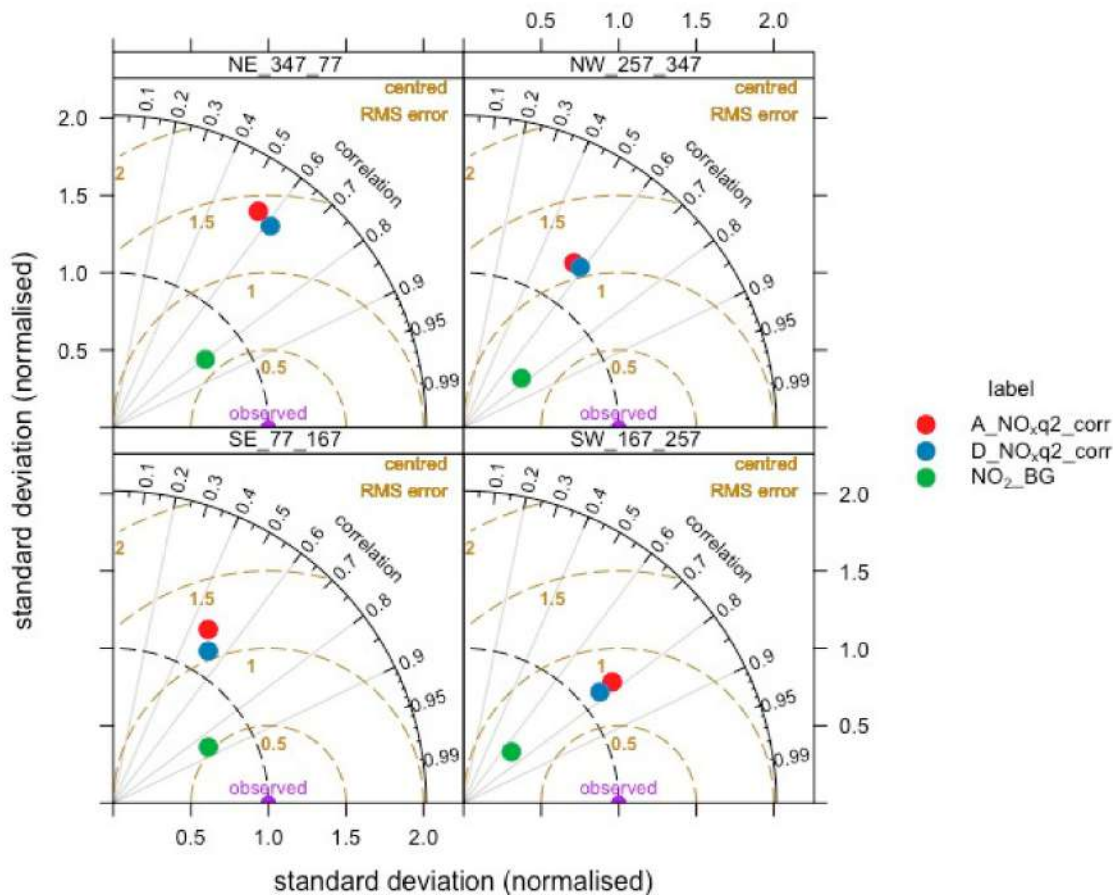 0.5 1.0 1.5 2.0
NE_347_77
NW_257_347
centred
RMS error
0.1 0.2 0.3 0.4 0.5 0.6 0.7 0.8 0.9 0.95 0.99
correlation
2
1.5
1
0.5
observed
centred
RMS error
0.1 0.2 0.3 0.4 0.5 0.6 0.7 0.8 0.9 0.95 0.99
correlation
2
1.5
1
0.5
observed
2.0
1.5
1.0
0.5
SE_77_167
SW_167_257
centred
RMS error
0.1 0.2 0.3 0.4 0.5 0.6 0.7 0.8 0.9 0.95 0.99
correlation
2
1.5
1
0.5
observed
centred
RMS error
0.1 0.2 0.3 0.4 0.5 0.6 0.7 0.8 0.9 0.95 0.99
correlation
2
1.5
1
0.5
observed
2.0
1.5
1.0
0.5
0.5 1.0 1.5 2.0
standard deviation (normalised)
standard deviation (normalised)
label
A_NOₓq2_corr
D_NOₓq2_corr
NO₂_BG